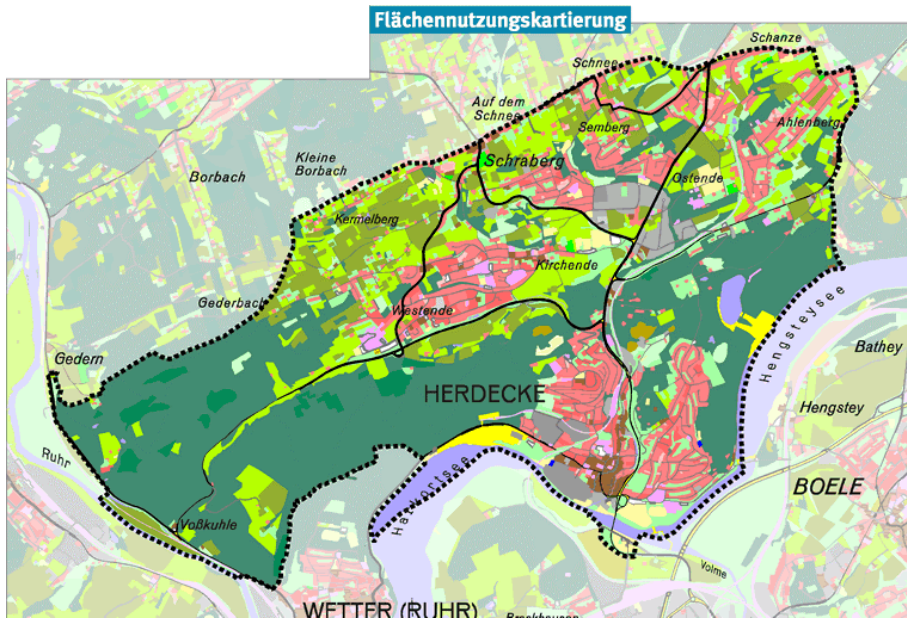 Flächennutzungskartierung
Schanze
Schnee
Auf dem
Schnee
Semberg
Ahlenberg
Kleine
Borbach
Schraberg
Borbach
Ostende
Kermelberg
Kirchende
Gederbach
Westende
Hengsteysee
Gedern
Bathey
HERDECKE
Hengstey
Ruhr
Harkortsee
BOELE
Voßkuhle
Volme
WETTER (RUHR)